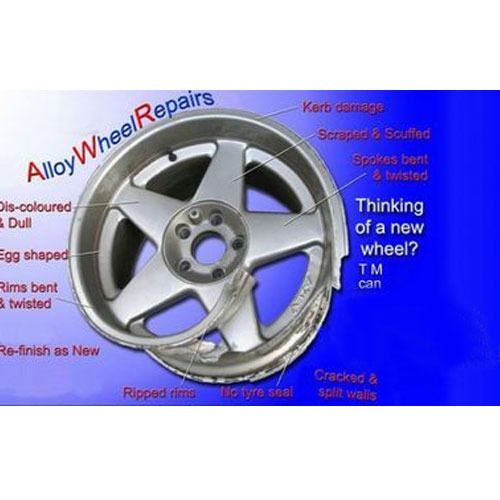 AlloyWheelRepairs
Kerb damage
Scraped & Scuffed
Spokes bent
& twisted
Dis-coloured
& Dull
Thinking
of a new
wheel?
T M
can
Egg shaped
Rims bent
& twisted
Re-finish as New
Ripped rims
No tyre seal
Cracked &
split walls